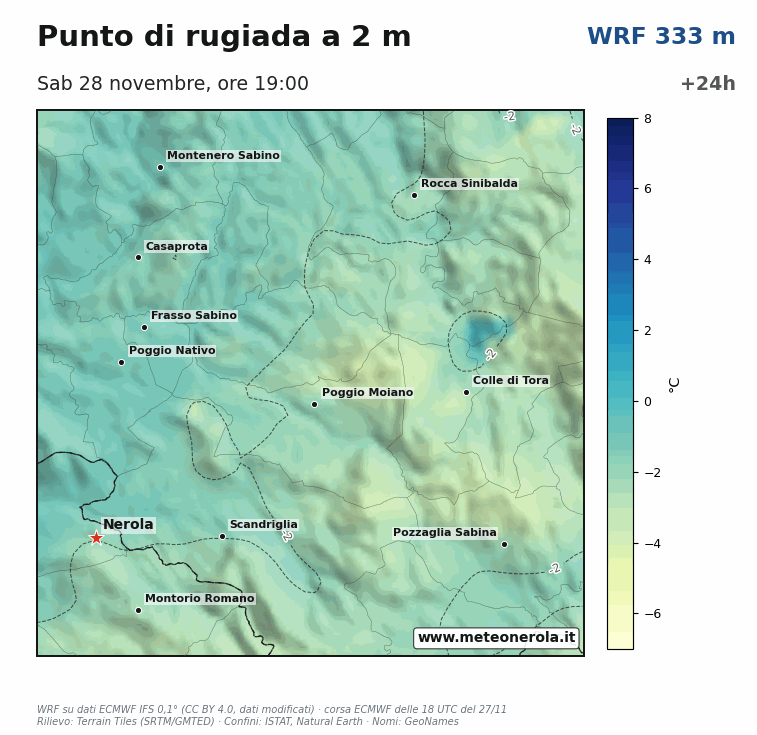 Punto di rugiada a 2 m
WRF 333 m
Sab 28 novembre, ore 19:00
+24h
-2
-2
Montenero Sabino
Rocca Sinibalda
Casaprota
Frasso Sabino
Poggio Nativo
-2
Colle di Tora
Poggio Moiano
Nerola
Scandriglia
-2
Pozzaglia Sabina
-2
Montorio Romano
www.meteonerola.it
8
6
4
2
0
−2
−4
−6
°C
WRF su dati ECMWF IFS 0,1° (CC BY 4.0, dati modificati) · corsa ECMWF delle 18 UTC del 27/11
Rilievo: Terrain Tiles (SRTM/GMTED) · Confini: ISTAT, Natural Earth · Nomi: GeoNames